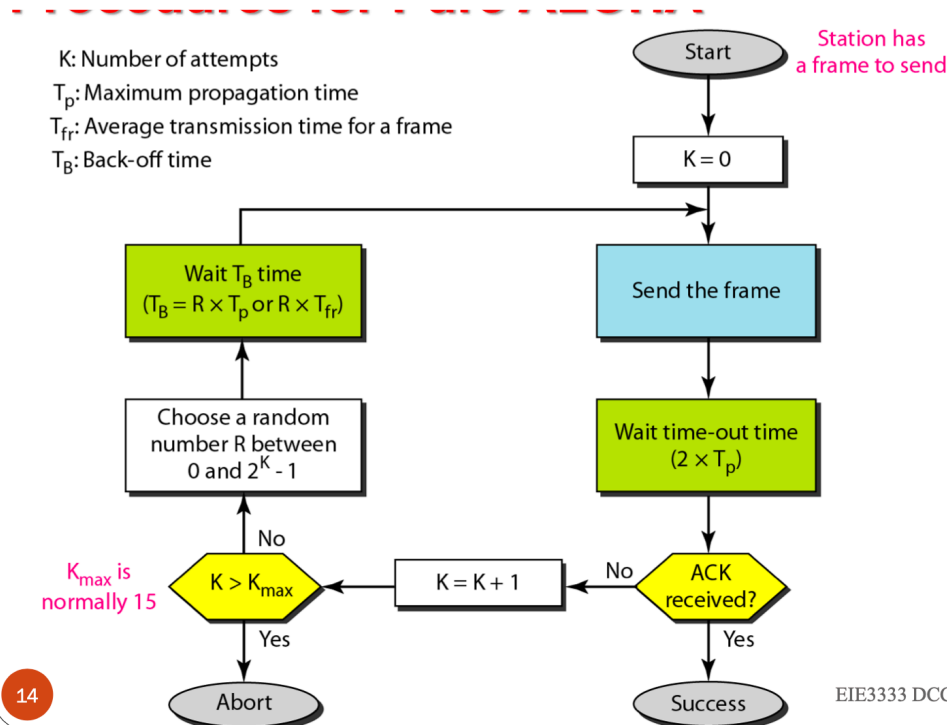 K: Number of attempts
Tp: Maximum propagation time
Tfr: Average transmission time for a frame
TB: Back-off time
Start
Station has
a frame to send
K = 0
Wait TB time
(TB = R × Tp or R × Tfr)
Send the frame
Choose a random
number R between
0 and 2^K - 1
Wait time-out time
(2 × Tp)
No
Kmax is
normally 15
K > Kmax
K = K + 1
No
ACK
received?
Yes
Yes
Abort
Success
14
EIE3333